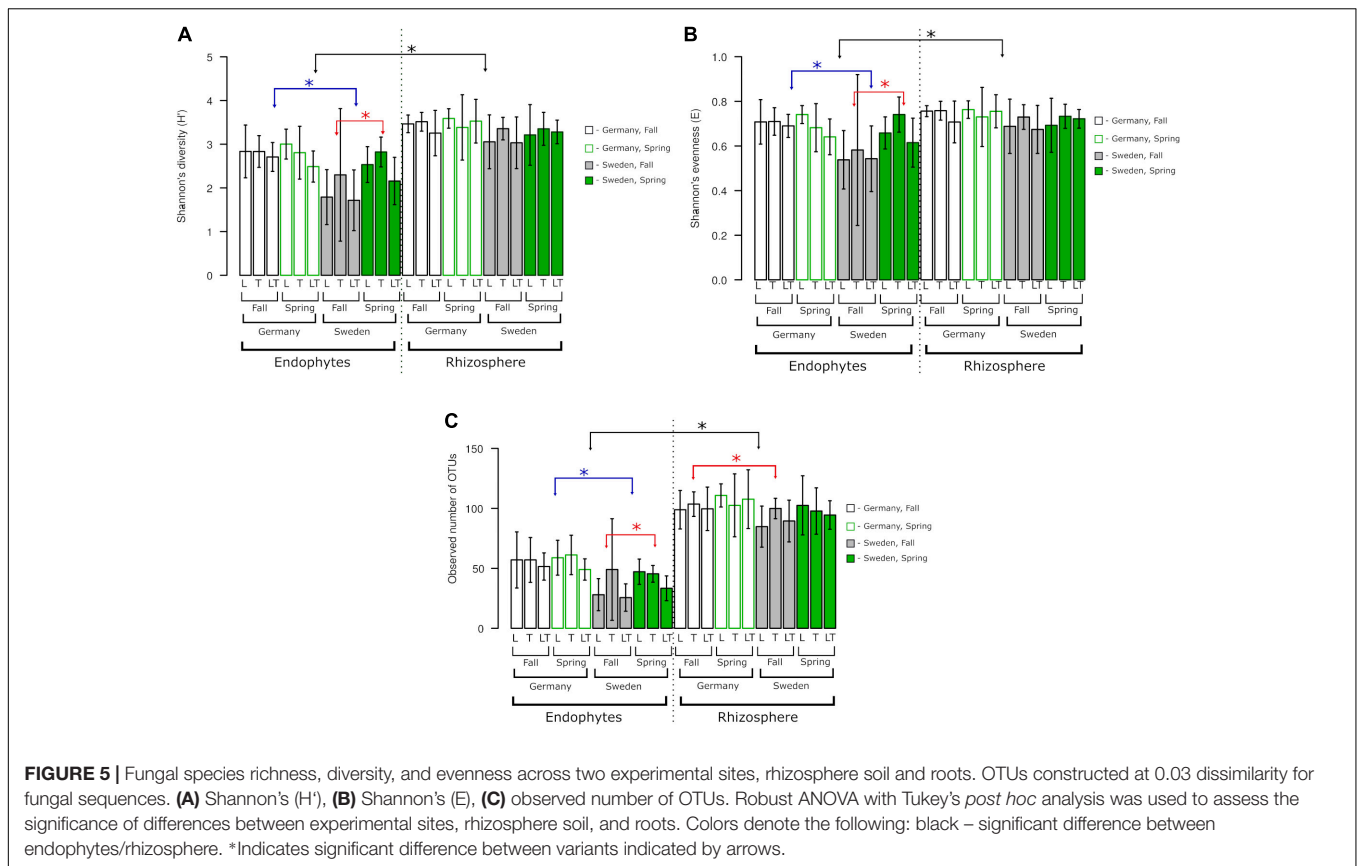 A
*
*
*
Shannon's diversity (H')
5
4
3
2
1
0
L T LT L T LT L T LT L T LT L T LT L T LT L T LT L T LT
Fall Spring Fall Spring Fall Spring Fall Spring
Germany Sweden Germany Sweden
Endophytes Rhizosphere
- Germany, Fall
- Germany, Spring
- Sweden, Fall
- Sweden, Spring
B
*
*
*
Shannon's evenness (E)
1.0
0.8
0.6
0.4
0.2
0.0
L T LT L T LT L T LT L T LT L T LT L T LT L T LT L T LT
Fall Spring Fall Spring Fall Spring Fall Spring
Germany Sweden Germany Sweden
Endophytes Rhizosphere
- Germany, Fall
- Germany, Spring
- Sweden, Fall
- Sweden, Spring
C
*
*
*
*
Observed number of OTUs
150
100
50
0
L T LT L T LT L T LT L T LT L T LT L T LT L T LT L T LT
Fall Spring Fall Spring Fall Spring Fall Spring
Germany Sweden Germany Sweden
Endophytes Rhizosphere
- Germany, Fall
- Germany, Spring
- Sweden, Fall
- Sweden, Spring
FIGURE 5 | Fungal species richness, diversity, and evenness across two experimental sites, rhizosphere soil and roots. OTUs constructed at 0.03 dissimilarity for
fungal sequences. (A) Shannon's (H'), (B) Shannon's (E), (C) observed number of OTUs. Robust ANOVA with Tukey's post hoc analysis was used to assess the
significance of differences between experimental sites, rhizosphere soil, and roots. Colors denote the following: black – significant difference between
endophytes/rhizosphere. *Indicates significant difference between variants indicated by arrows.